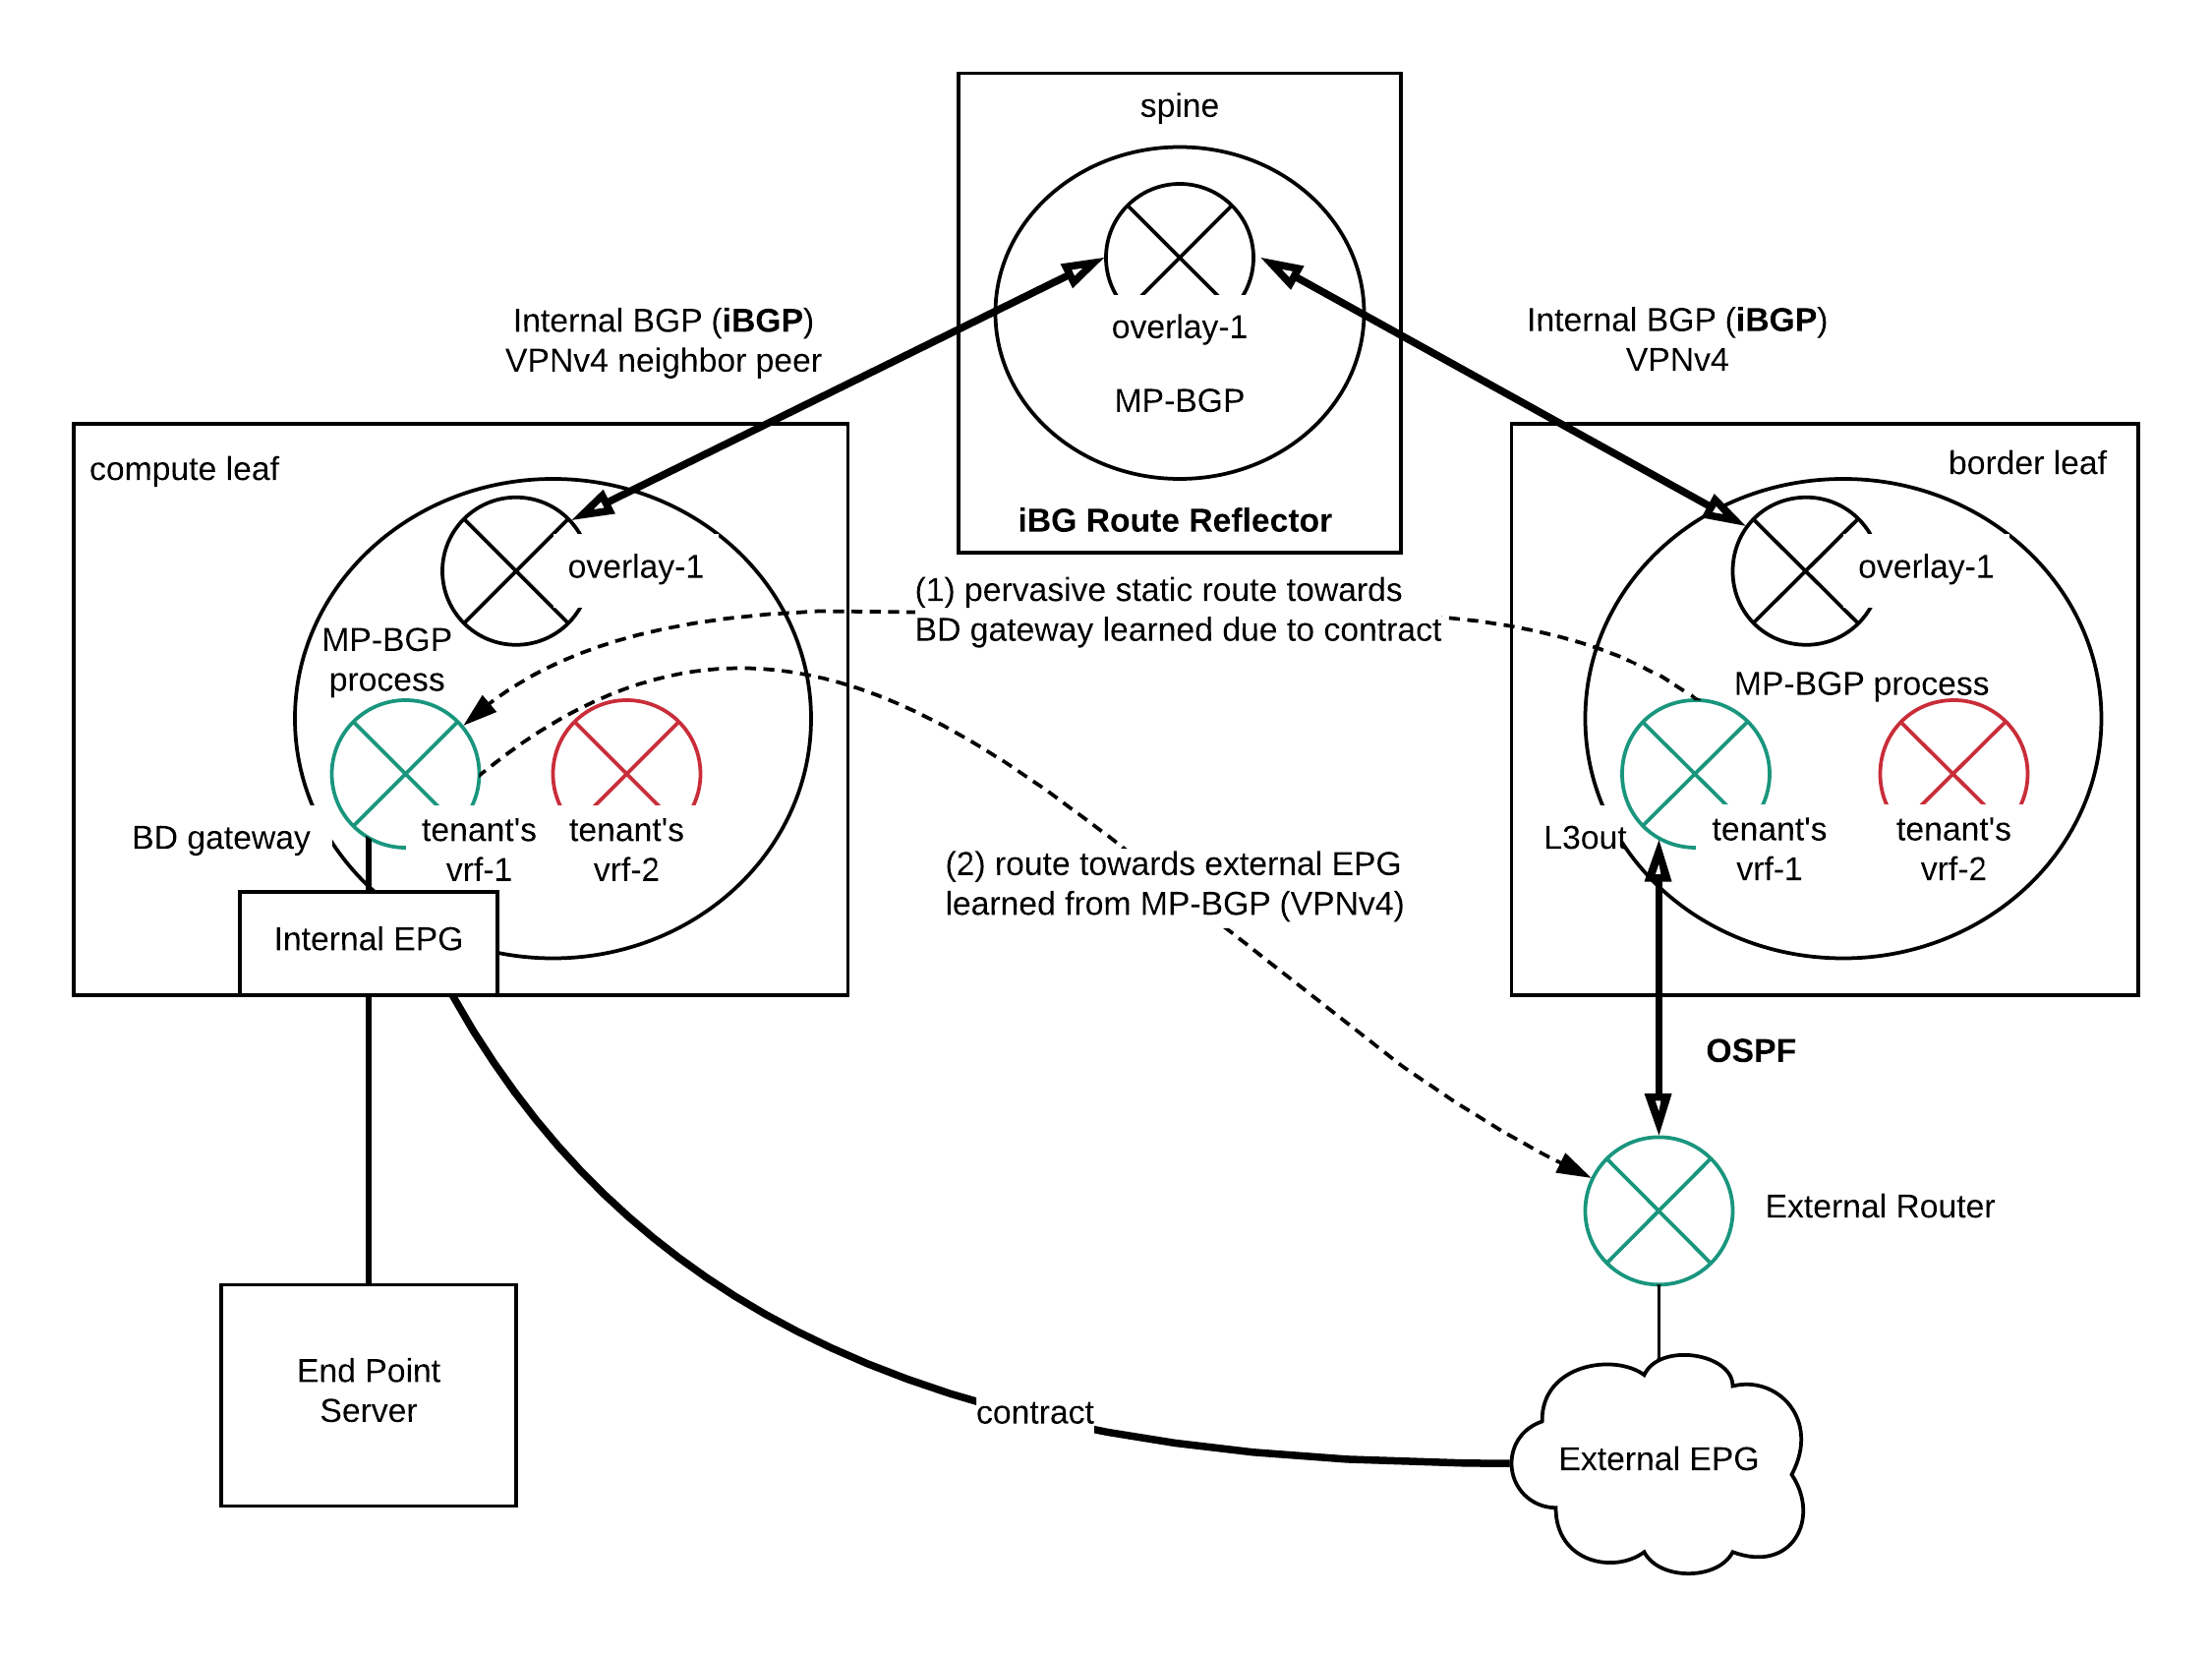 spine
overlay-1
MP-BGP
iBG Route Reflector
Internal BGP (iBGP)
VPNv4 neighbor peer
Internal BGP (iBGP)
VPNv4
compute leaf
overlay-1
MP-BGP
process
tenant's
vrf-1
tenant's
vrf-2
BD gateway
Internal EPG
(1) pervasive static route towards
BD gateway learned due to contract
(2) route towards external EPG
learned from MP-BGP (VPNv4)
border leaf
overlay-1
MP-BGP process
L3out
tenant's
vrf-1
tenant's
vrf-2
OSPF
External Router
End Point
Server
contract
External EPG